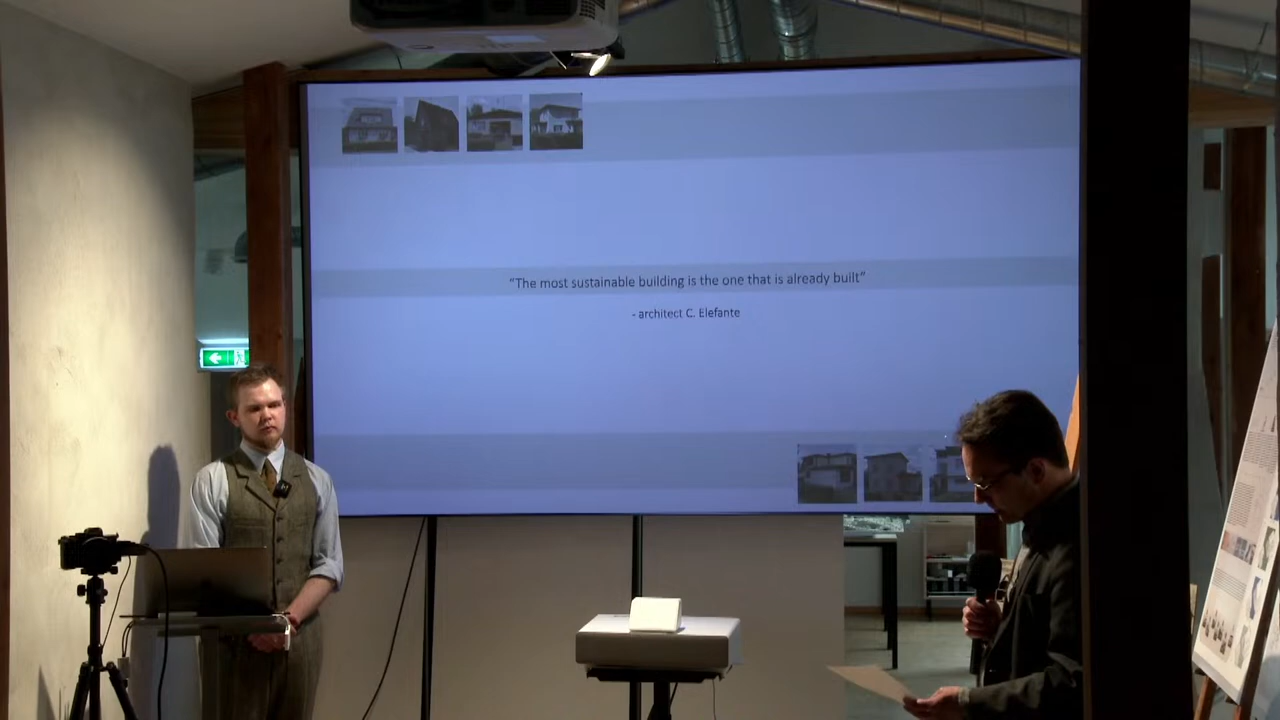 “The most sustainable building is the one that is already built”
- architect C. Elefante